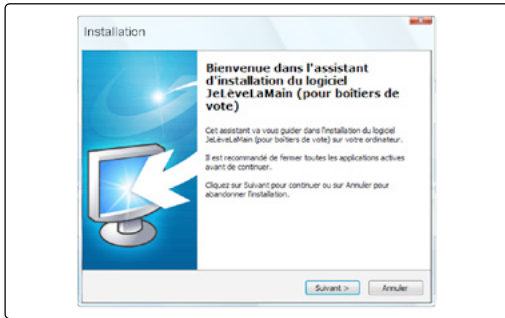 Installation
Bienvenue dans l'assistant
d'installation du logiciel
JeLèveLaMain (pour boîtiers de
vote)
Cet assistant va vous guider dans l'installation du logiciel
JeLèveLaMain (pour boîtiers de vote) sur votre ordinateur.
Il est recommandé de fermer toutes les applications actives
avant de continuer.
Cliquez sur Suivant pour continuer ou sur Annuler pour
abandonner l'installation.
Suivant > Annuler